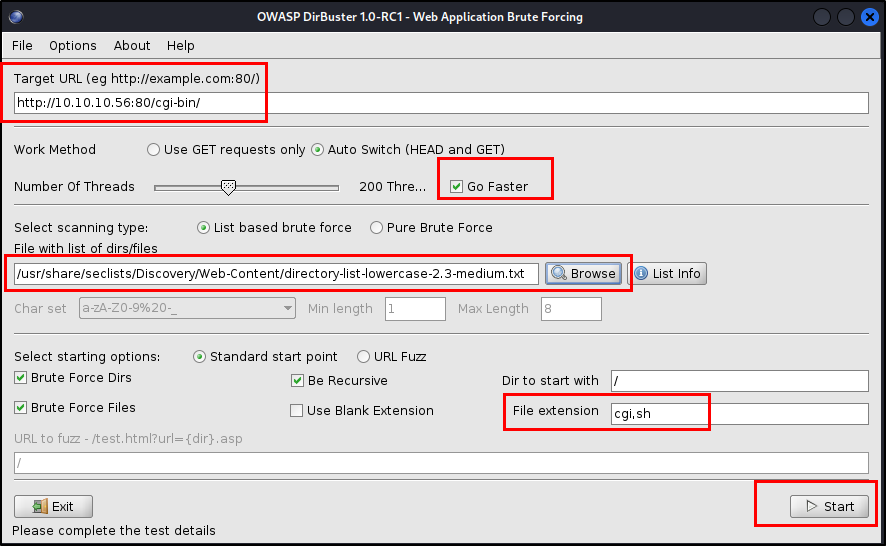 OWASP DirBuster 1.0-RC1 - Web Application Brute Forcing
File Options About Help
Target URL (eg http://example.com:80/)
http://10.10.10.56:80/cgi-bin/
Work Method Use GET requests only Auto Switch (HEAD and GET)
Number Of Threads 200 Thre... Go Faster
Select scanning type: List based brute force Pure Brute Force
File with list of dirs/files
/usr/share/seclists/Discovery/Web-Content/directory-list-lowercase-2.3-medium.txt Browse List Info
Char set a-zA-Z0-9%20-_ Min length 1 Max Length 8
Select starting options: Standard start point URL Fuzz
Brute Force Dirs Be Recursive Dir to start with /
Brute Force Files Use Blank Extension File extension cgi,sh
URL to fuzz - /test.html?url={dir}.asp
/
Exit Start
Please complete the test details